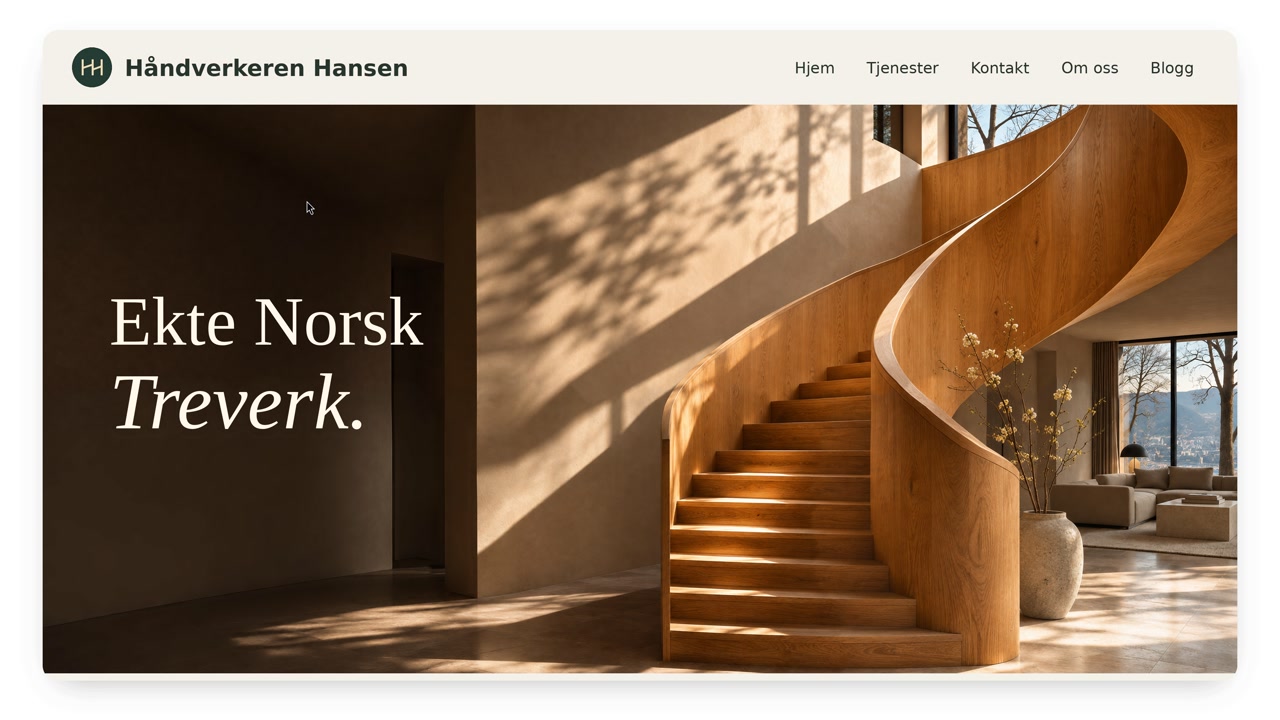 HH
Håndverkeren Hansen
Hjem
Tjenester
Kontakt
Om oss
Blogg
Ekte Norsk
Treverk.